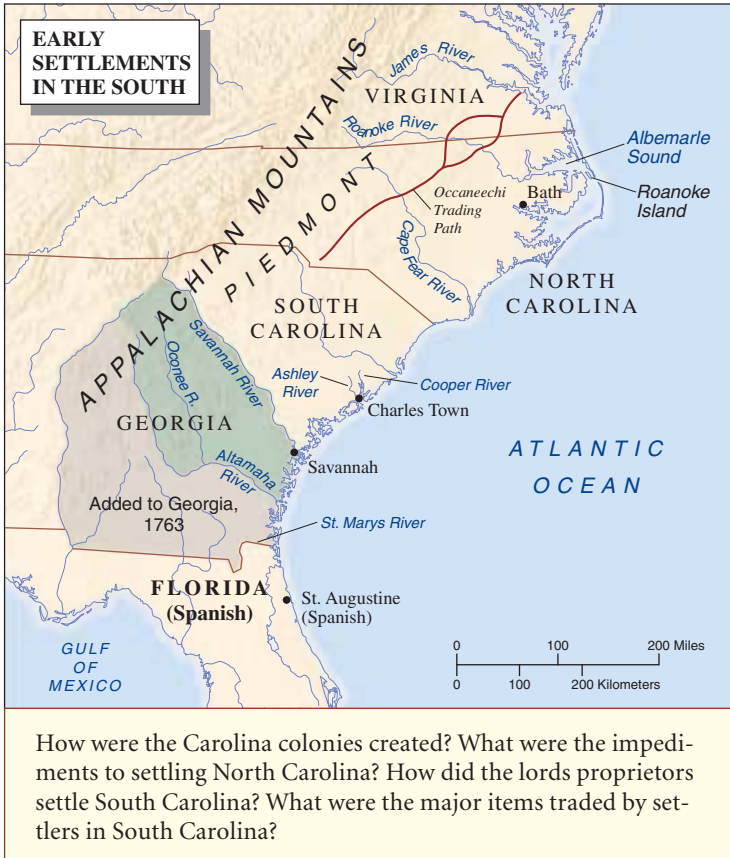 EARLY
SETTLEMENTS
IN THE SOUTH
APPALACHIAN MOUNTAINS
PIEDMONT
James River
VIRGINIA
Roanoke River
Albemarle
Sound
Roanoke
Island
Bath
Occaneechi
Trading
Path
Cape Fear River
NORTH
CAROLINA
SOUTH
CAROLINA
Savannah River
Oconee R.
Ashley
River
Cooper River
Charles Town
GEORGIA
Savannah
Altamaha
River
ATLANTIC
OCEAN
Added to Georgia,
1763
St. Marys River
FLORIDA
(Spanish)
St. Augustine
(Spanish)
GULF
OF
MEXICO
0 100 200 Miles
0 100 200 Kilometers
How were the Carolina colonies created? What were the impedi-
ments to settling North Carolina? How did the lords proprietors
settle South Carolina? What were the major items traded by set-
tlers in South Carolina?